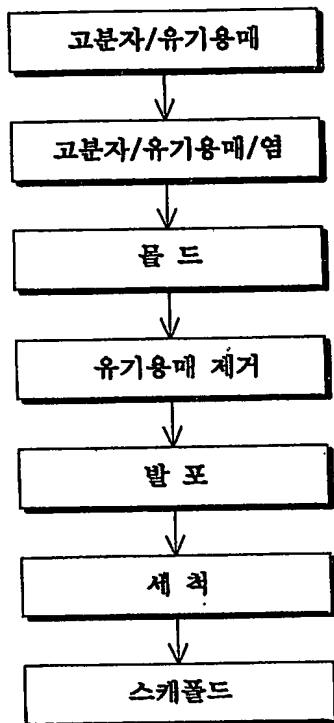 고분자/유기용매
고분자/유기용매/염
몰 드
유기용매 제거
발 포
세 척
스캐폴드